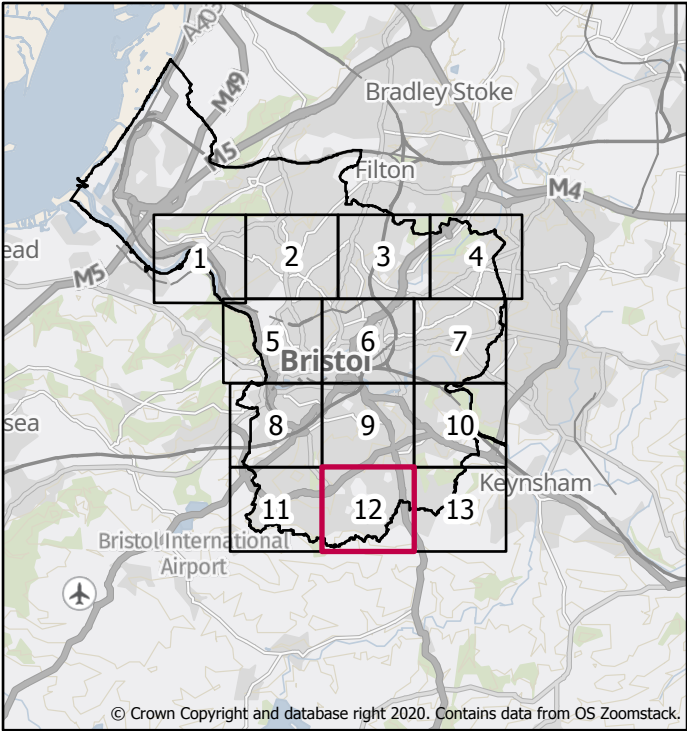 A403
M49
Bradley Stoke
M5
Filton
M4
ead
M5
1
2
3
4
5
6
7
Bristol
sea
8
9
10
Keynsham
11
12
13
Bristol International
Airport
© Crown Copyright and database right 2020. Contains data from OS Zoomstack.